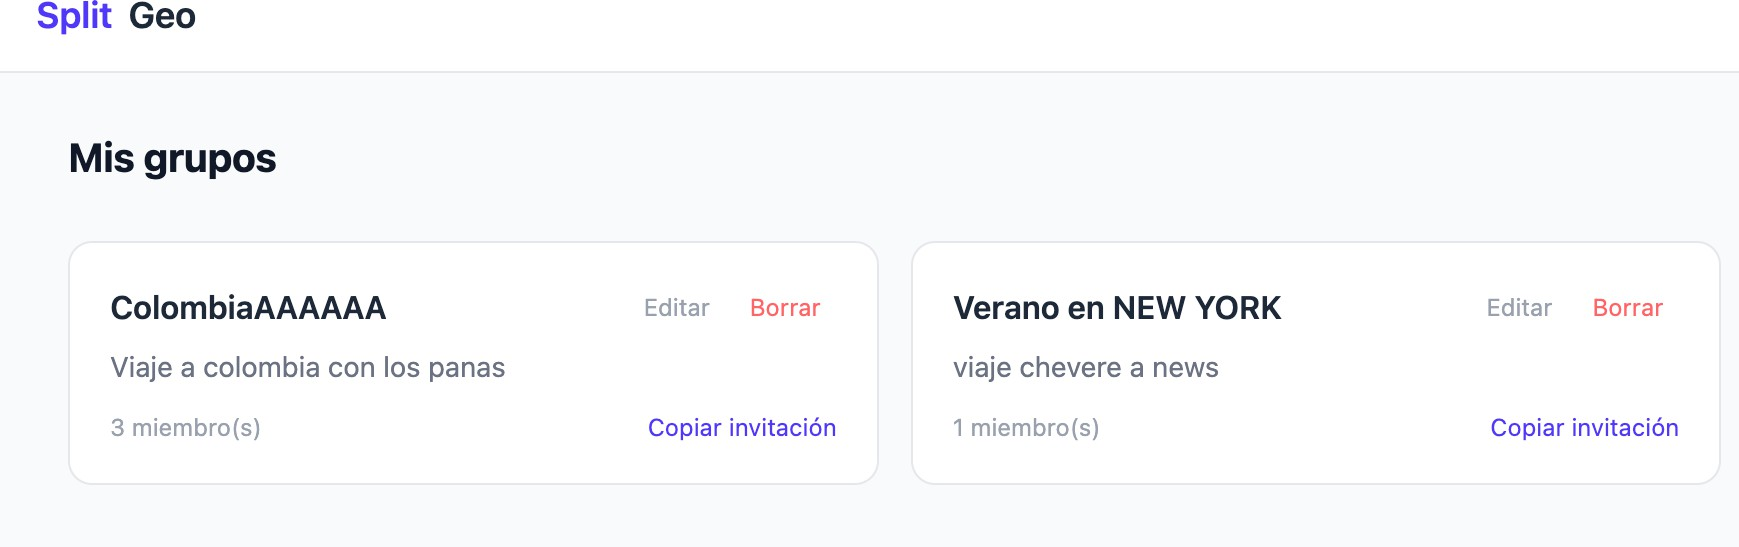 Split Geo
Mis grupos
ColombiaAAAAAA Editar Borrar
Viaje a colombia con los panas
3 miembro(s) Copiar invitación
Verano en NEW YORK Editar Borrar
viaje chevere a news
1 miembro(s) Copiar invitación